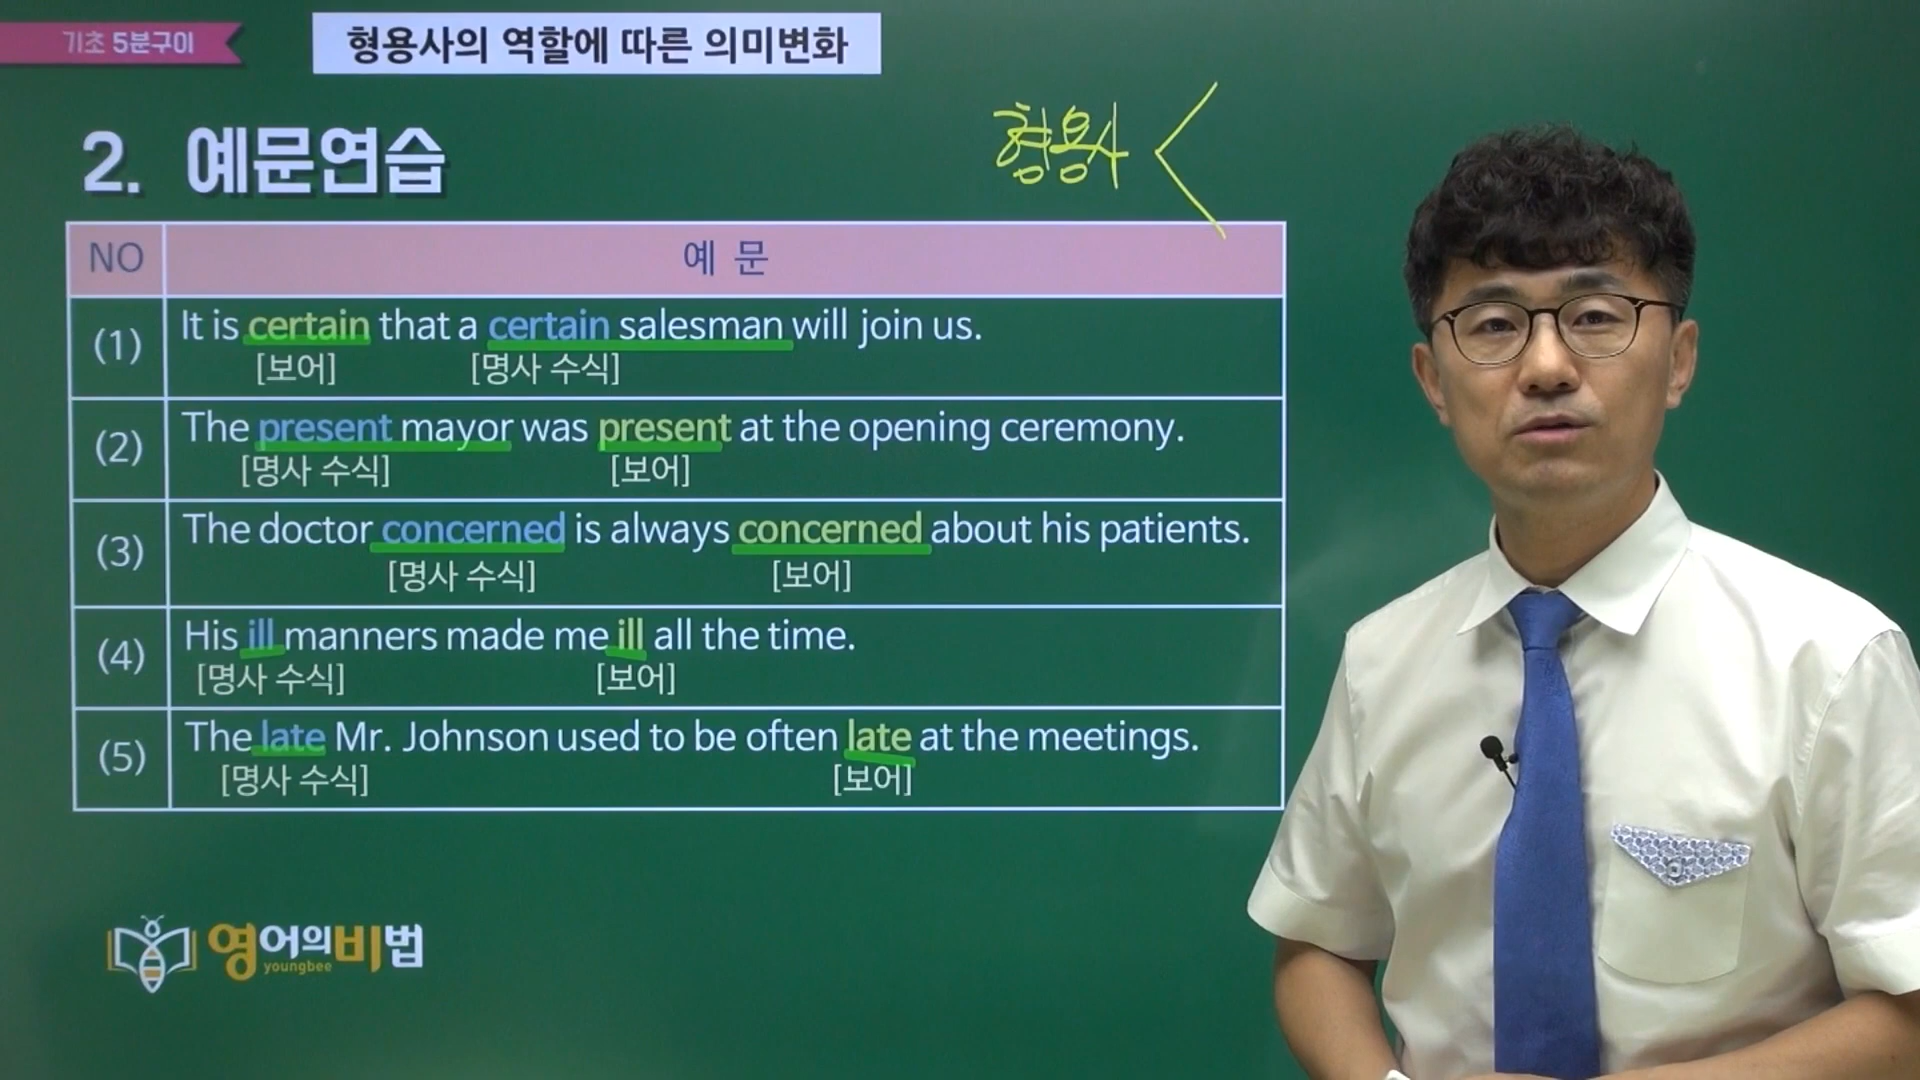 기초 5분구이
형용사의 역할에 따른 의미변화
2. 예문연습
형용사
NO 예 문
(1) It is certain that a certain salesman will join us.
[보어] [명사 수식]
(2) The present mayor was present at the opening ceremony.
[명사 수식] [보어]
(3) The doctor concerned is always concerned about his patients.
[명사 수식] [보어]
(4) His ill manners made me ill all the time.
[명사 수식] [보어]
(5) The late Mr. Johnson used to be often late at the meetings.
[명사 수식] [보어]
영어의비법
youngbee